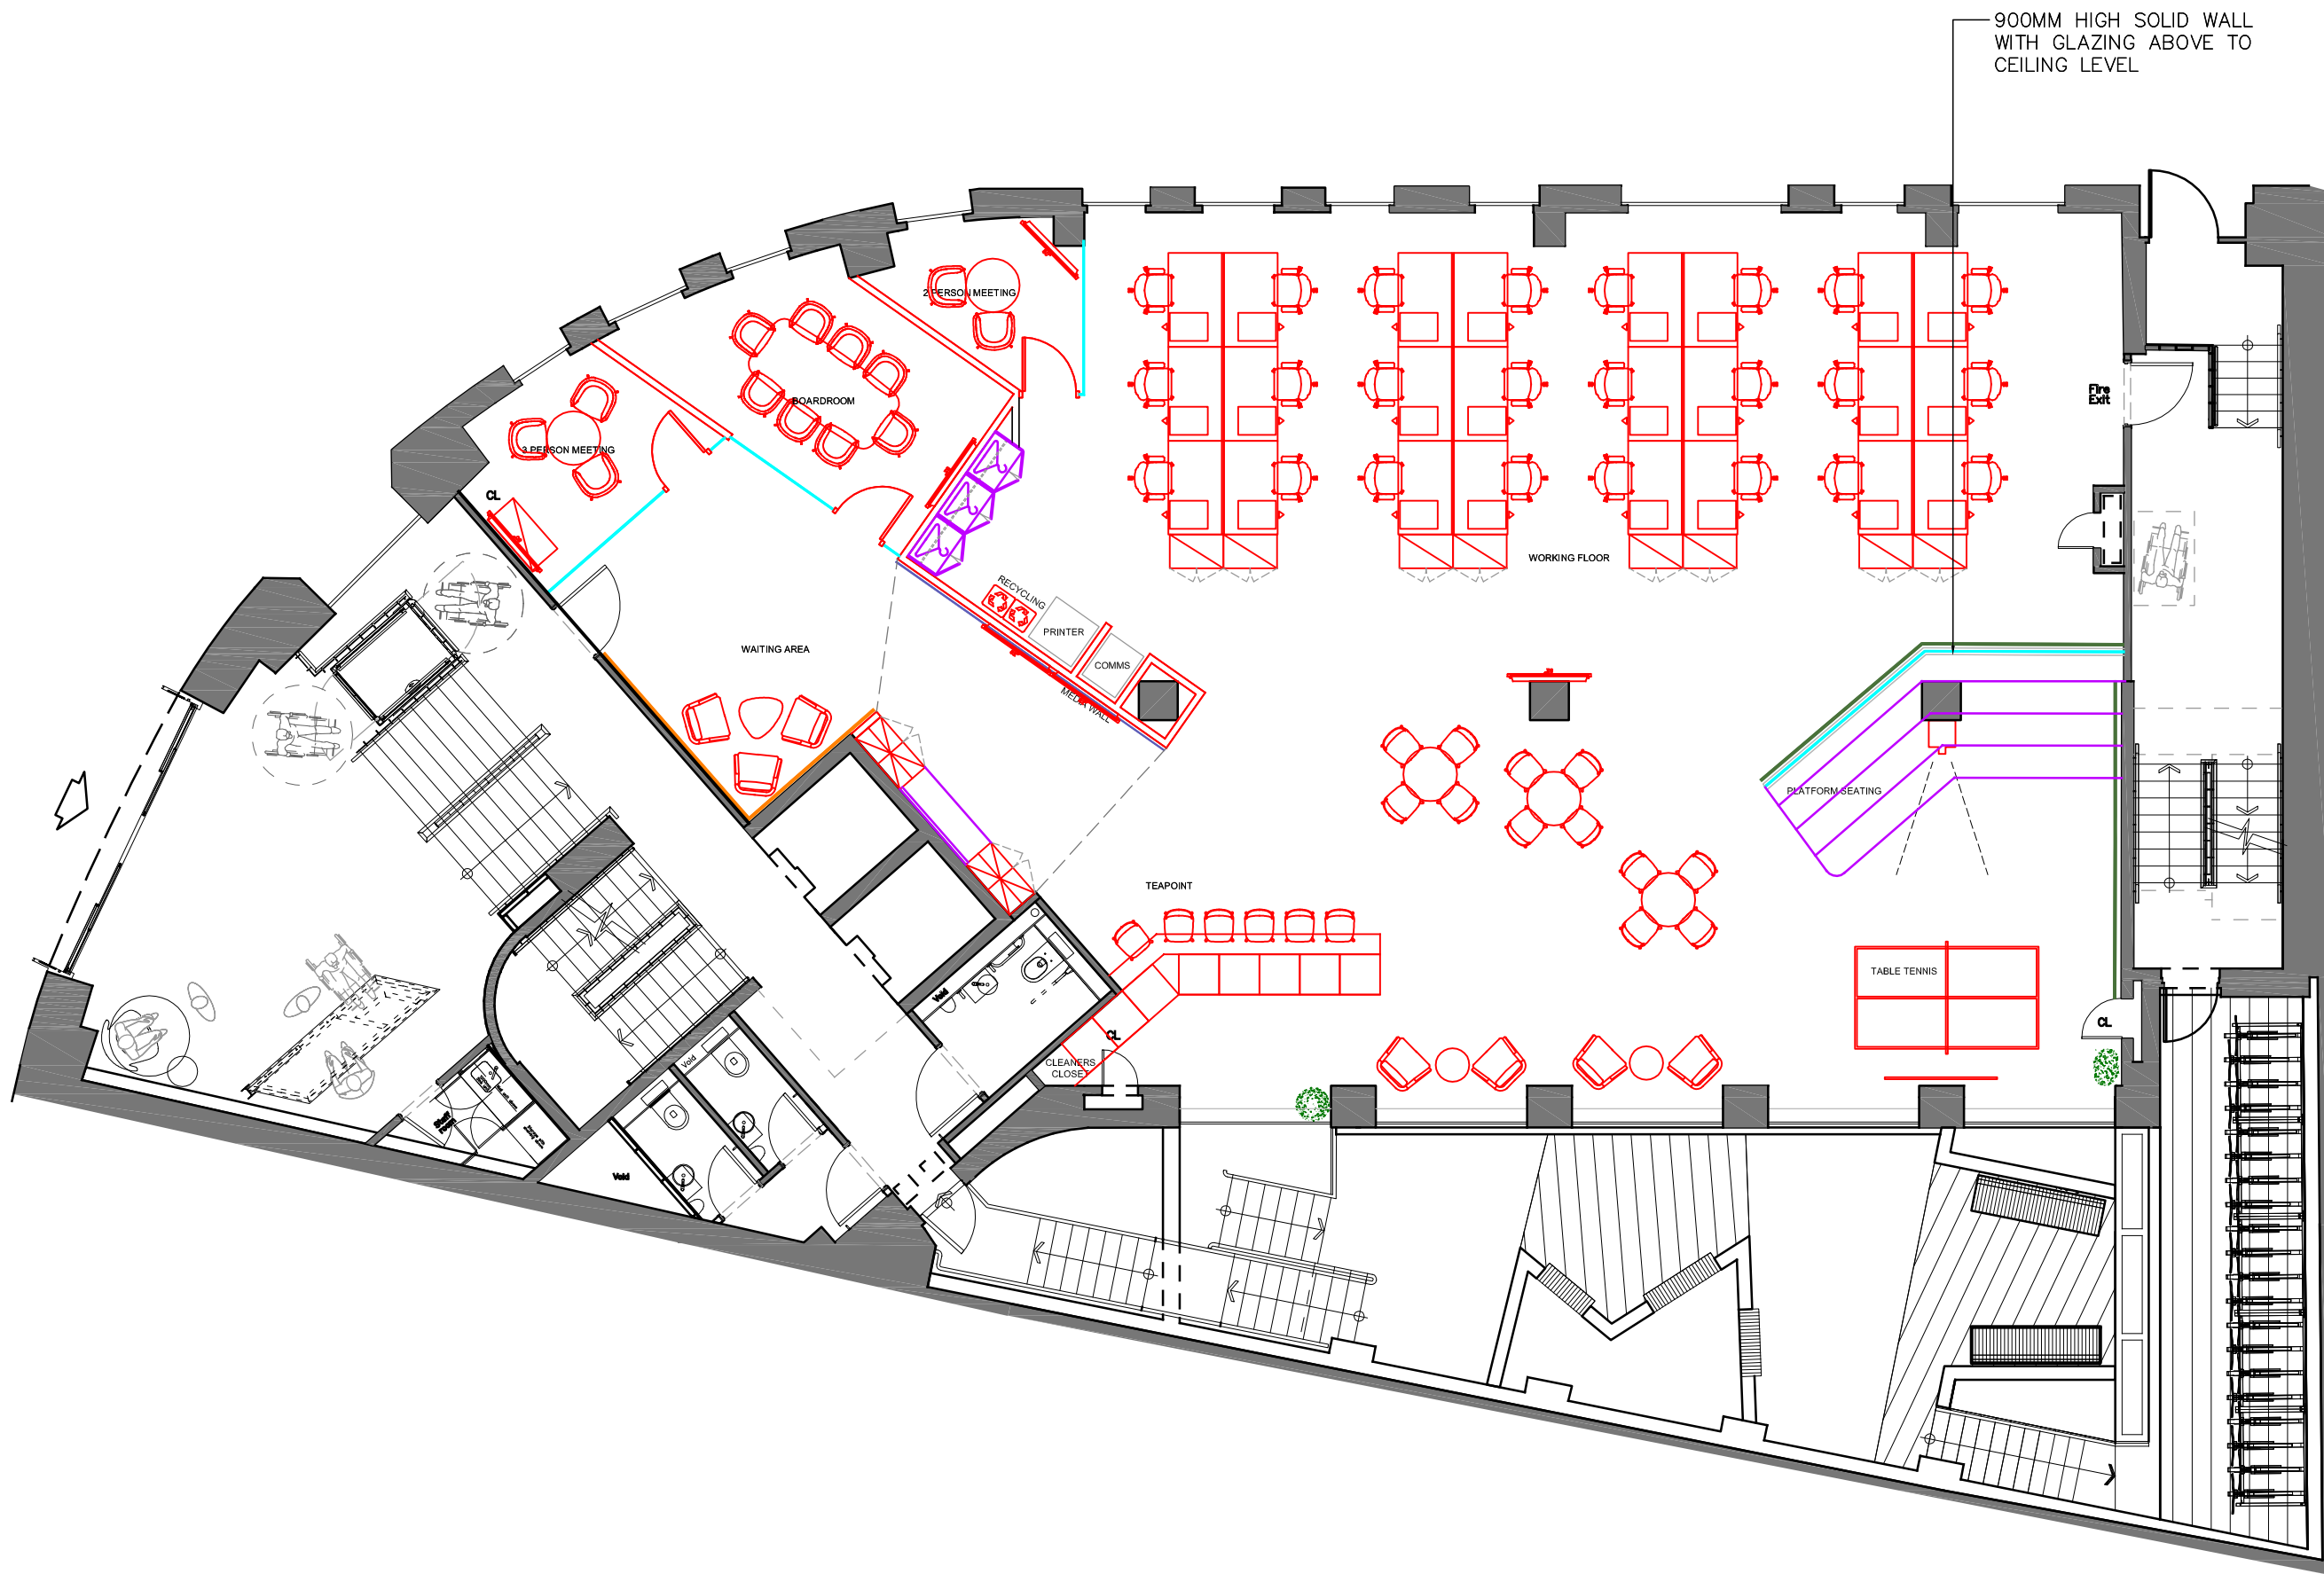 900MM HIGH SOLID WALL
WITH GLAZING ABOVE TO
CEILING LEVEL
2 PERSON MEETING
BOARDROOM
3 PERSON MEETING
CL
Fire
Exit
WORKING FLOOR
RECYCLING
PRINTER
COMMS
MEDIA WALL
WAITING AREA
PLATFORM SEATING
TEAPOINT
TABLE TENNIS
Void
CL
CL
CLEANERS
CLOSET
Void
Staff
room
Void